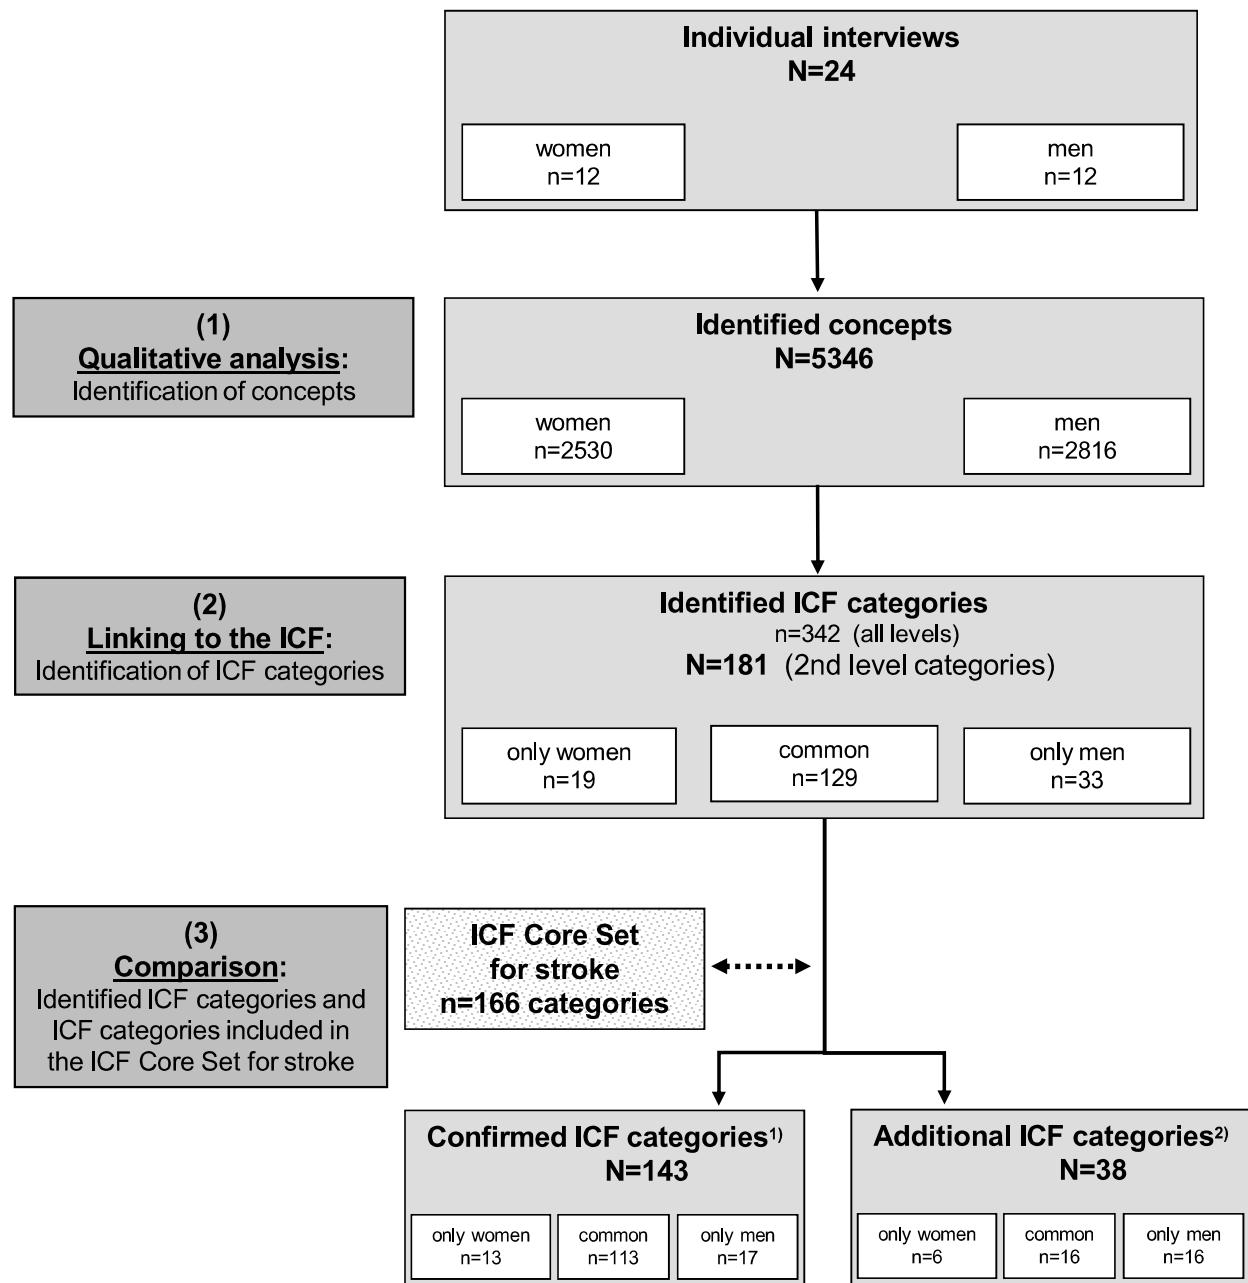 Individual interviews
N=24
women
n=12
men
n=12
(1)
Qualitative analysis:
Identification of concepts
Identified concepts
N=5346
women
n=2530
men
n=2816
(2)
Linking to the ICF:
Identification of ICF categories
Identified ICF categories
n=342 (all levels)
N=181 (2nd level categories)
only women
n=19
common
n=129
only men
n=33
(3)
Comparison:
Identified ICF categories and
ICF categories included in
the ICF Core Set for stroke
ICF Core Set
for stroke
n=166 categories
Confirmed ICF categories1)
N=143
only women
n=13
common
n=113
only men
n=17
Additional ICF categories2)
N=38
only women
n=6
common
n=16
only men
n=16